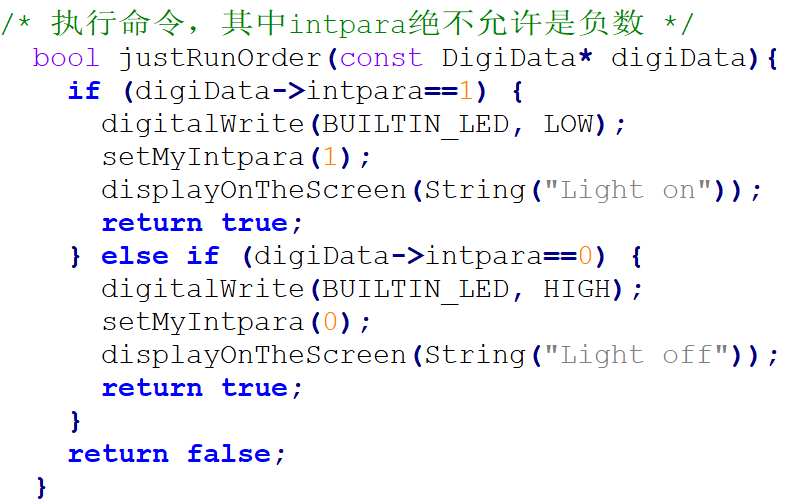 /* 执行命令，其中intpara绝不允许是负数 */
bool justRunOrder(const DigiData* digiData){
if (digiData->intpara==1) {
digitalWrite(BUILTIN_LED, LOW);
setMyIntpara(1);
displayOnTheScreen(String("Light on"));
return true;
} else if (digiData->intpara==0) {
digitalWrite(BUILTIN_LED, HIGH);
setMyIntpara(0);
displayOnTheScreen(String("Light off"));
return true;
}
return false;
}